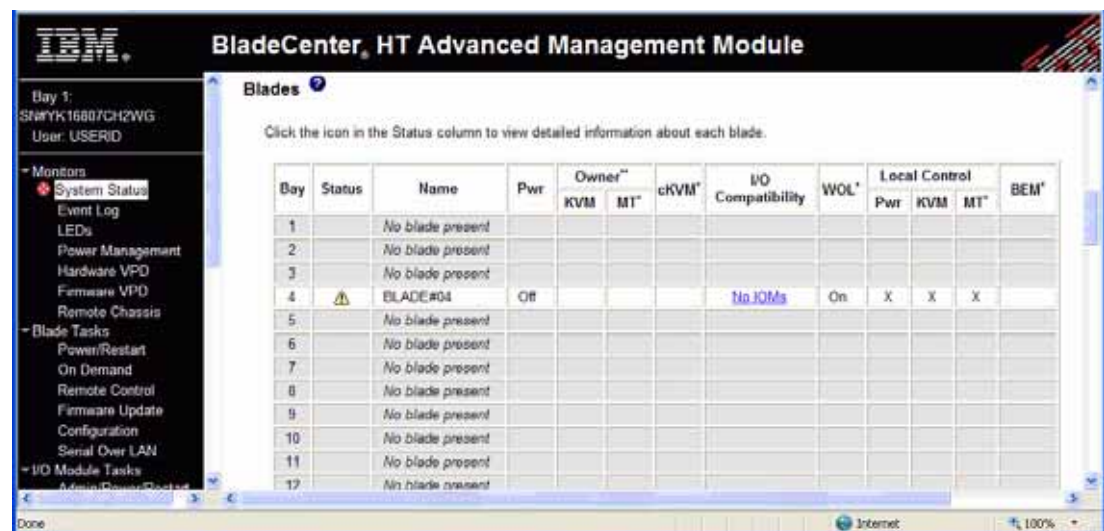 IBM.
BladeCenter® HT Advanced Management Module
Bay 1:
SN#YK16807CH2WG
User: USERID
Monitors
System Status
Event Log
LEDs
Power Management
Hardware VPD
Firmware VPD
Remote Chassis
Blade Tasks
Power/Restart
On Demand
Remote Control
Firmware Update
Configuration
Serial Over LAN
I/O Module Tasks
Admin/Power/Restart
Blades
Click the icon in the Status column to view detailed information about each blade.
Bay Status Name Pwr Owner** cKVM* I/O Compatibility WOL* Local Control BEM*
KVM MT* Pwr KVM MT*
1 No blade present
2 No blade present
3 No blade present
4 BLADE#04 Off No IOMs On X X X
5 No blade present
6 No blade present
7 No blade present
8 No blade present
9 No blade present
10 No blade present
11 No blade present
12 No blade present
Done Internet 100%